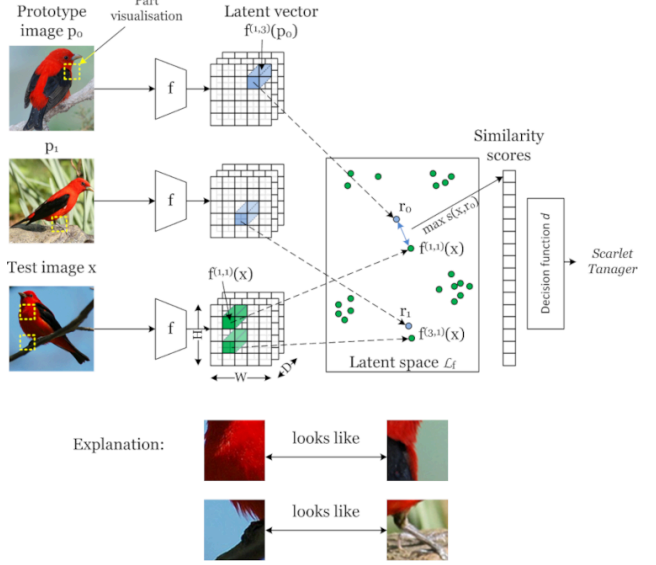 Prototype
image p₀
Part
visualisation
Latent vector
f⁽¹,³⁾(p₀)
f
p₁
f
Similarity
scores
r₀
max s(x,r₀)
f⁽¹,¹⁾(x)
Test image x
f⁽¹,¹⁾(x)
f
H
W
D
r₁
f⁽³,¹⁾(x)
Latent space ℒf
Decision function d
Scarlet
Tanager
Explanation:
looks like
looks like